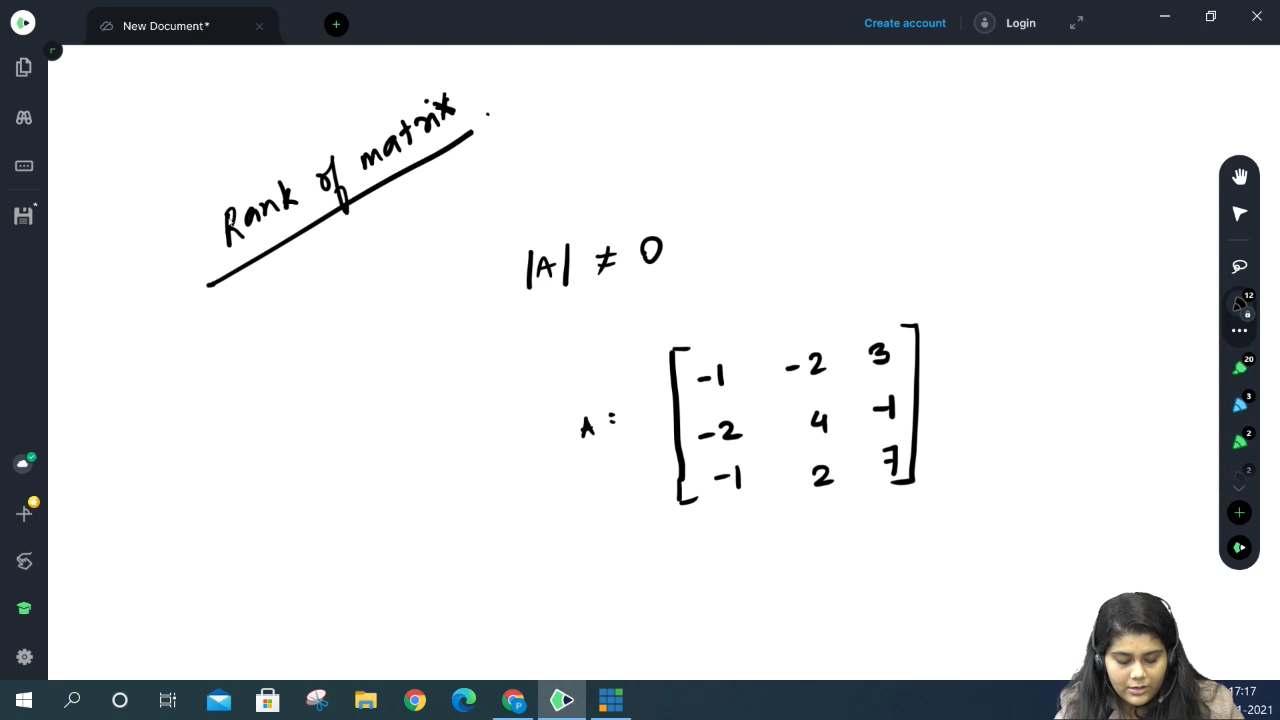 New Document*
Create account
Login
Rank of matrix
|A| ≠ 0
A = [ -1 -2 3
-2 4 -1
-1 2 7 ]
12
20
3
2
2
17:17
-2021